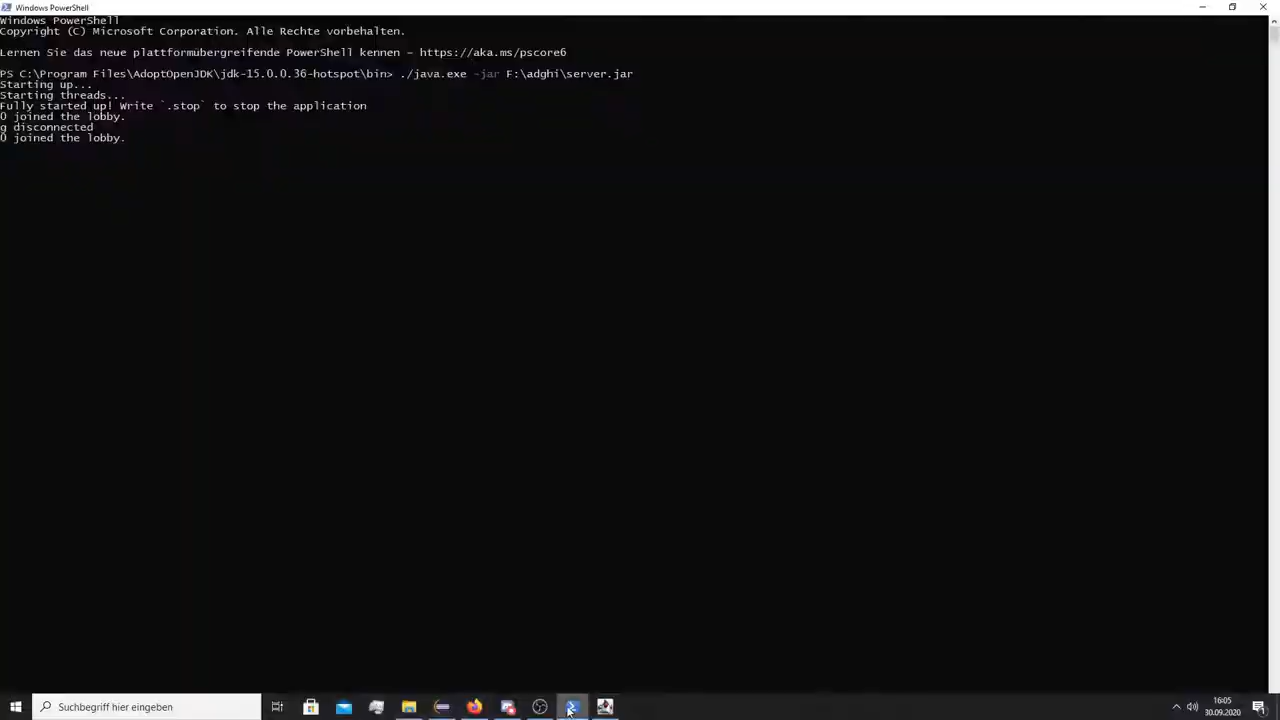 Windows PowerShell
Windows PowerShell
Copyright (C) Microsoft Corporation. Alle Rechte vorbehalten.
Lernen Sie das neue plattformübergreifende PowerShell kennen – https://aka.ms/pscore6
PS C:\Program Files\AdoptOpenJDK\jdk-15.0.0.36-hotspot\bin> ./java.exe -jar F:\adghi\server.jar
Starting up...
Starting threads...
Fully started up! Write `.stop` to stop the application
0 joined the lobby.
g disconnected
0 joined the lobby.
Suchbegriff hier eingeben
16:05
30.09.2020
1